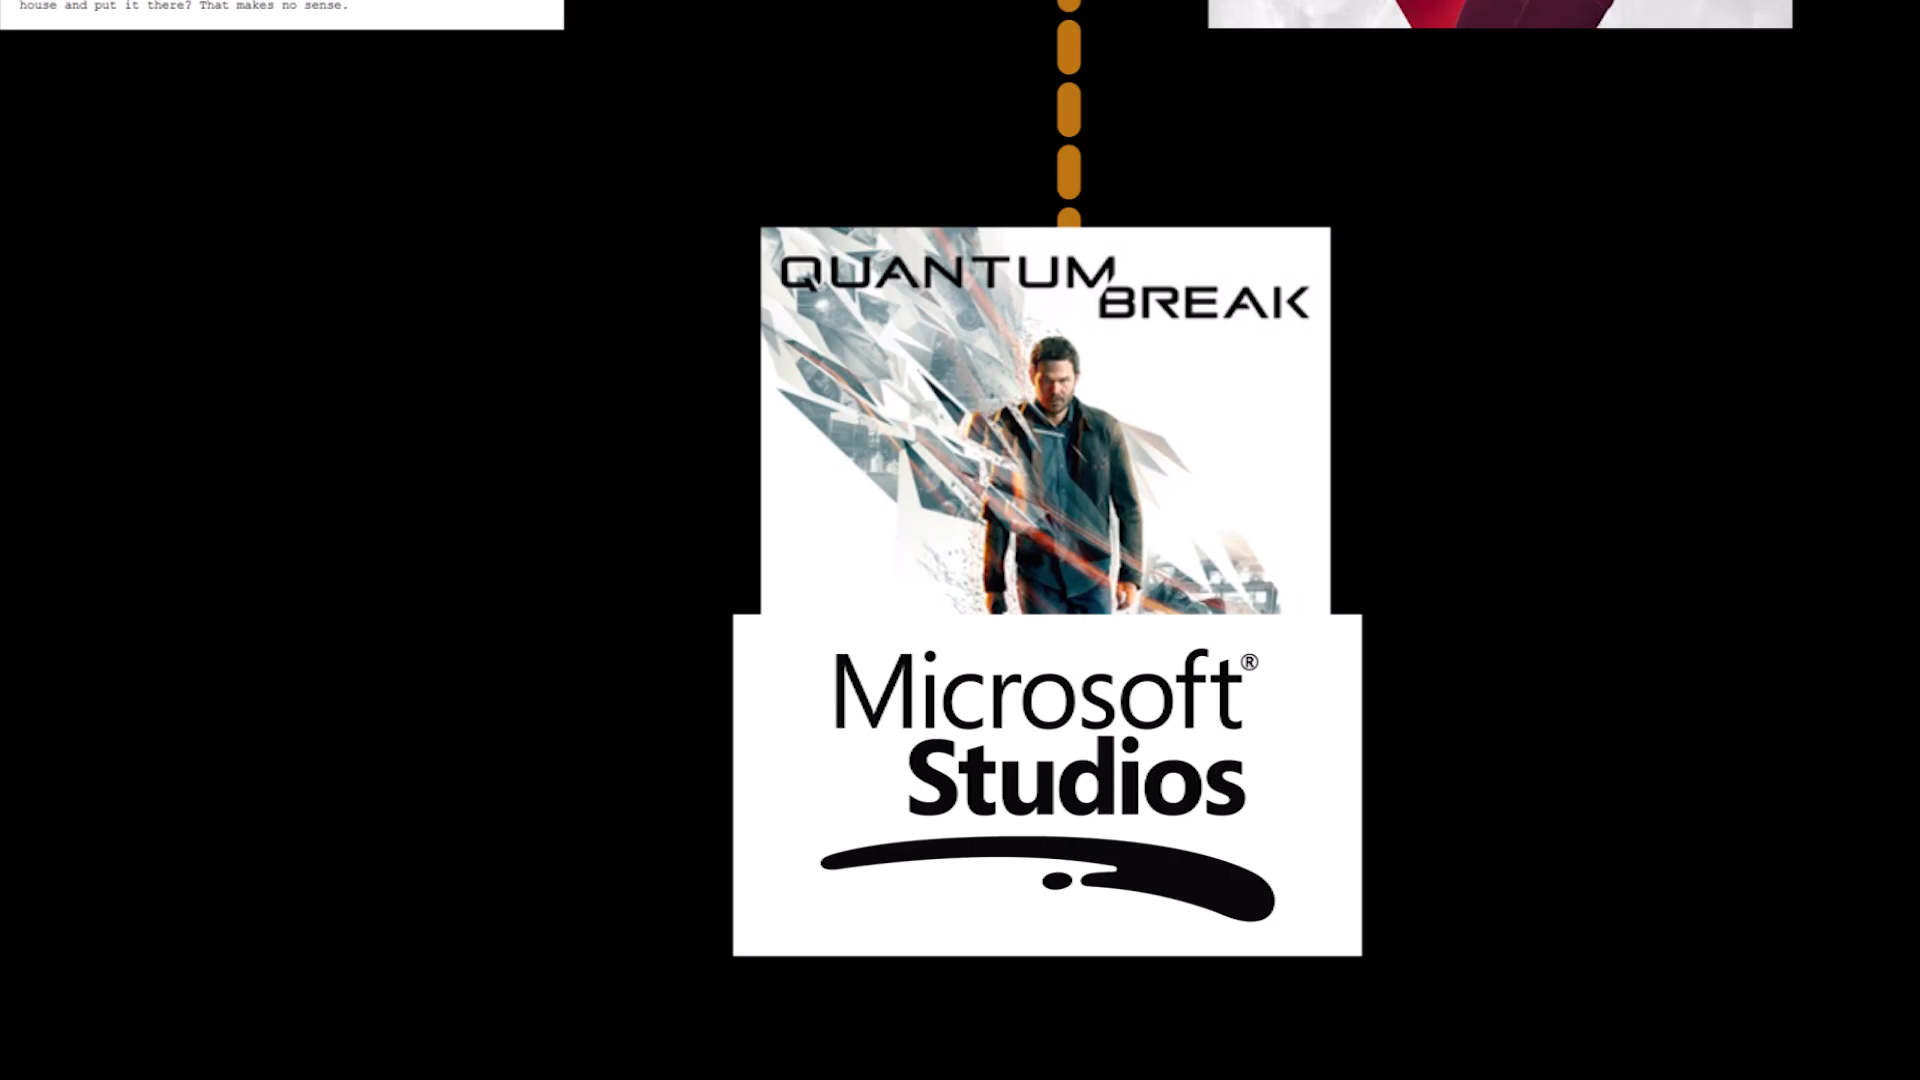 house and put it there? That makes no sense.
QUANTUM
BREAK
Microsoft®
Studios